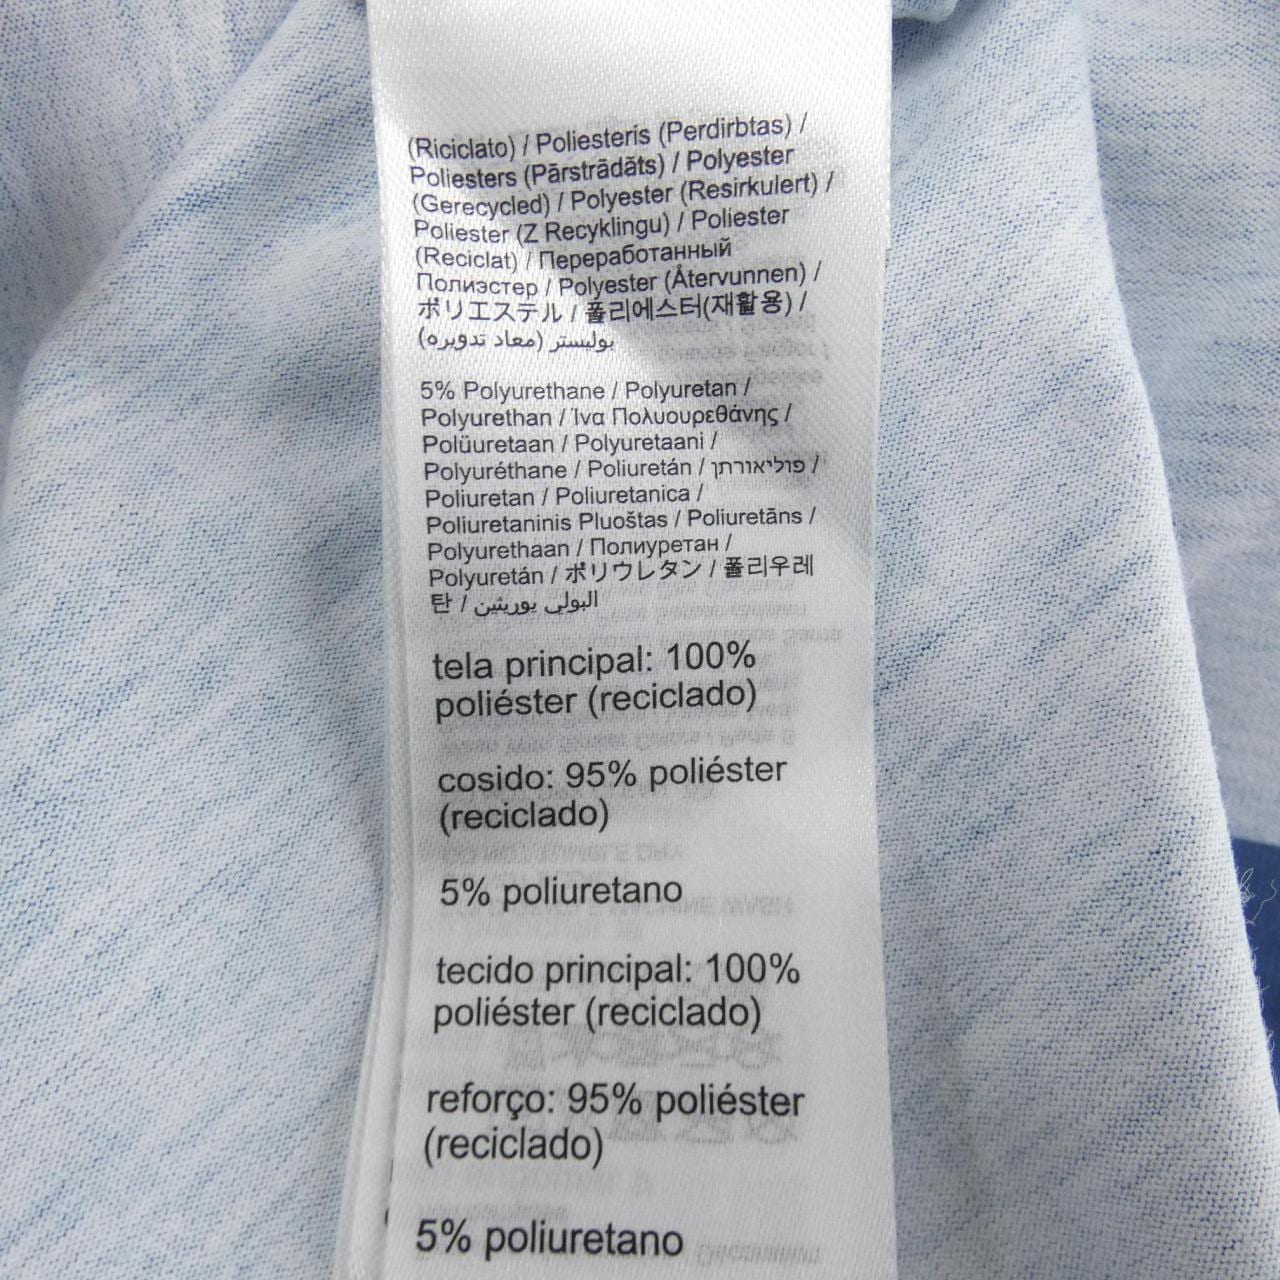 (Riciclato) / Poliesteris (Perdirbtas) /
Poliesters (Pārstrādāts) / Polyester
(Gerecycled) / Polyester (Resirkulert) /
Poliester (Z Recyklingu) / Poliester
(Reciclat) / Переработанный
Полиэстер / Polyester (Återvunnen) /
ポリエステル / 폴리에스터(재활용) /
بوليستر (معاد تدويره)
5% Polyurethane / Polyuretan /
Polyurethan / Ίνα Πολυουρεθάνης /
Polüuretaan / Polyuretaani /
Polyuréthane / Poliuretán / פוליאורתן /
Poliuretan / Poliuretanica /
Poliuretaninis Pluoštas / Poliuretāns /
Polyurethaan / Полиуретан /
Polyuretán / ポリウレタン / 폴리우레
탄 / البولي يوريثين
tela principal: 100%
poliéster (reciclado)
cosido: 95% poliéster
(reciclado)
5% poliuretano
tecido principal: 100%
poliéster (reciclado)
reforço: 95% poliéster
(reciclado)
5% poliuretano